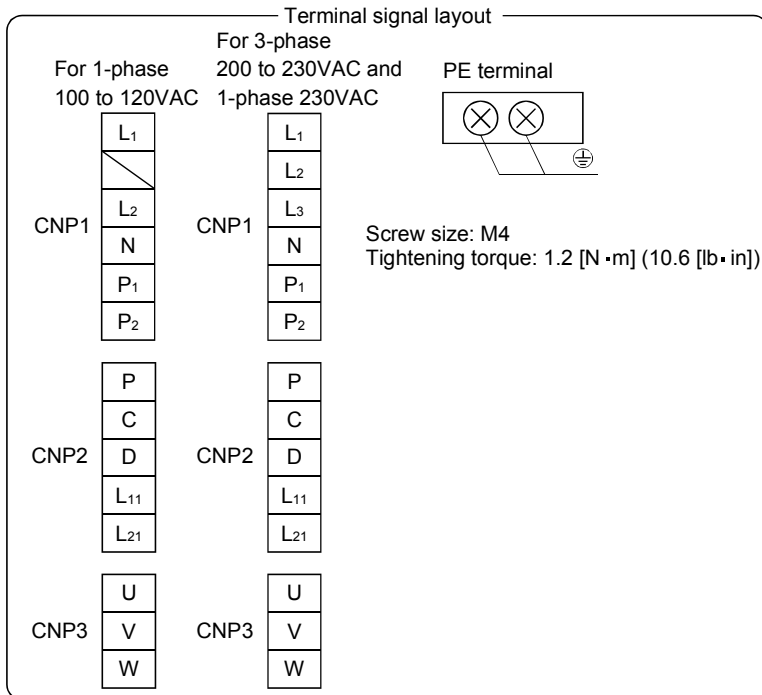 Terminal signal layout
For 1-phase
100 to 120VAC
For 3-phase
200 to 230VAC and
1-phase 230VAC
PE terminal
CNP1
L1
L2
N
P1
P2
CNP1
L1
L2
L3
N
P1
P2
Screw size: M4
Tightening torque: 1.2 [N▪m] (10.6 [lb▪in])
CNP2
P
C
D
L11
L21
CNP2
P
C
D
L11
L21
CNP3
U
V
W
CNP3
U
V
W